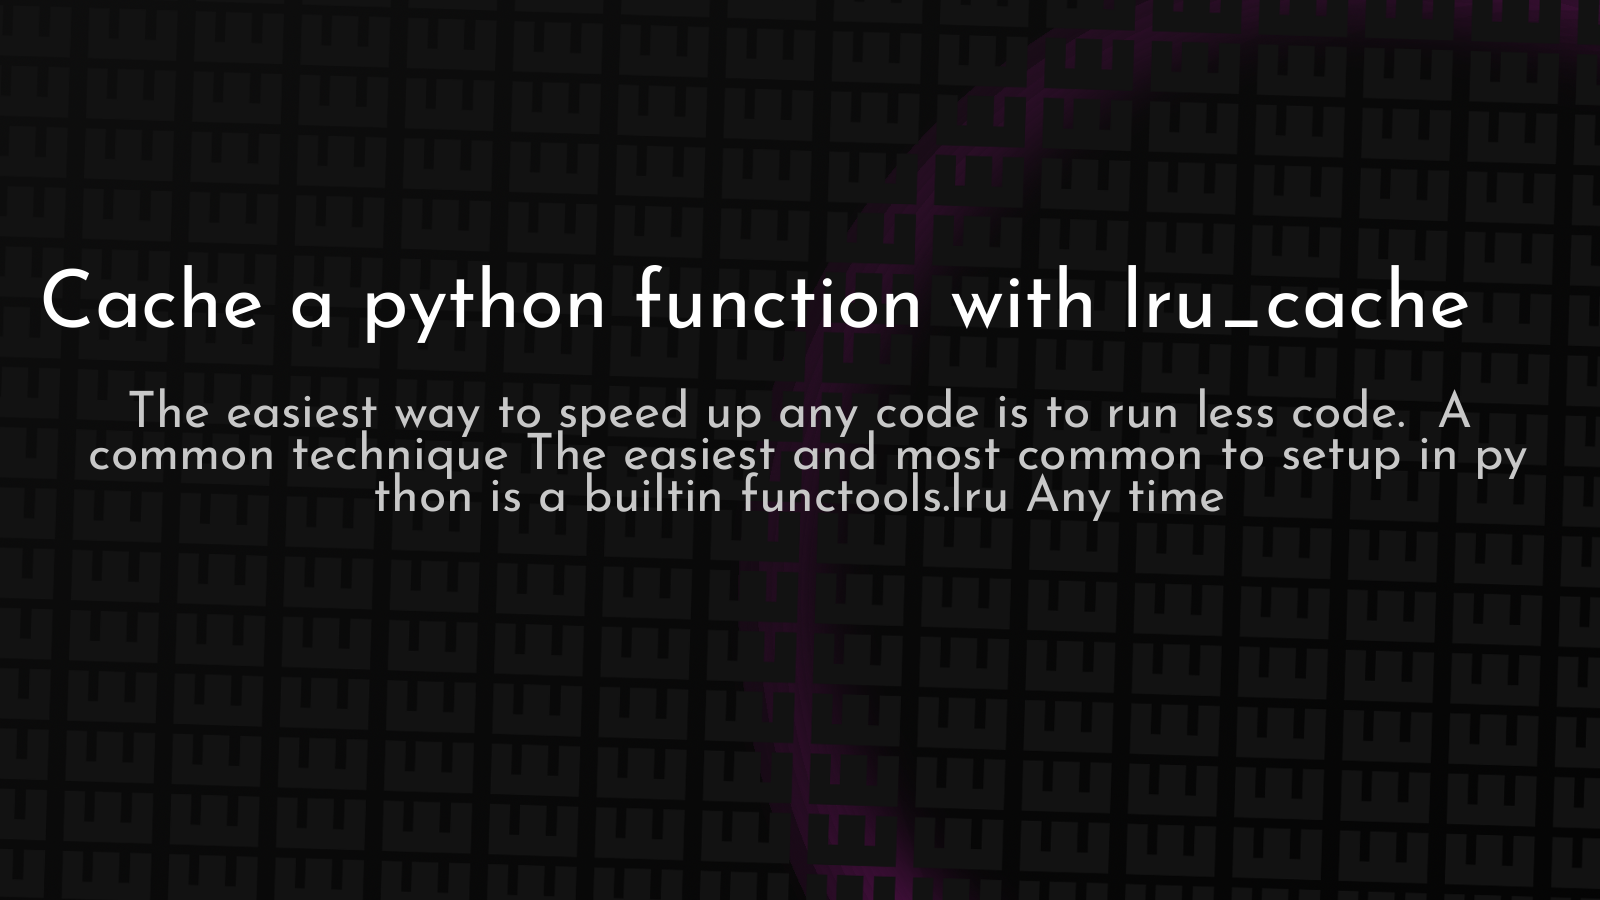 Cache a python function with lru_cache
The easiest way to speed up any code is to run less code.  A
common technique The easiest and most common to setup in py
thon is a builtin functools.lru Any time